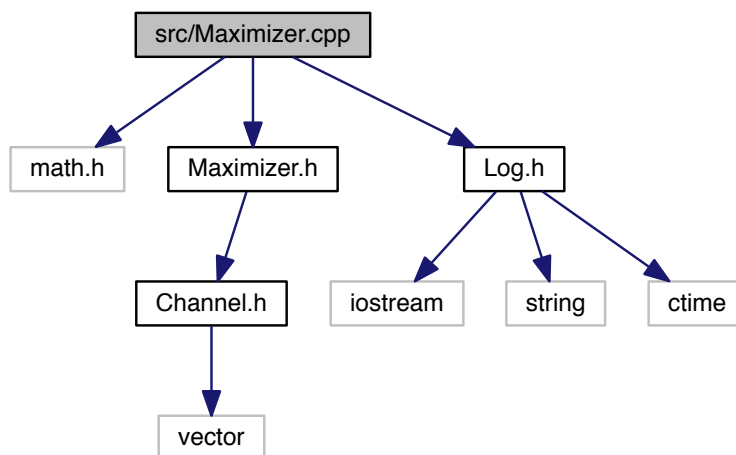 src/Maximizer.cpp
math.h
Maximizer.h
Log.h
Channel.h
iostream
string
ctime
vector